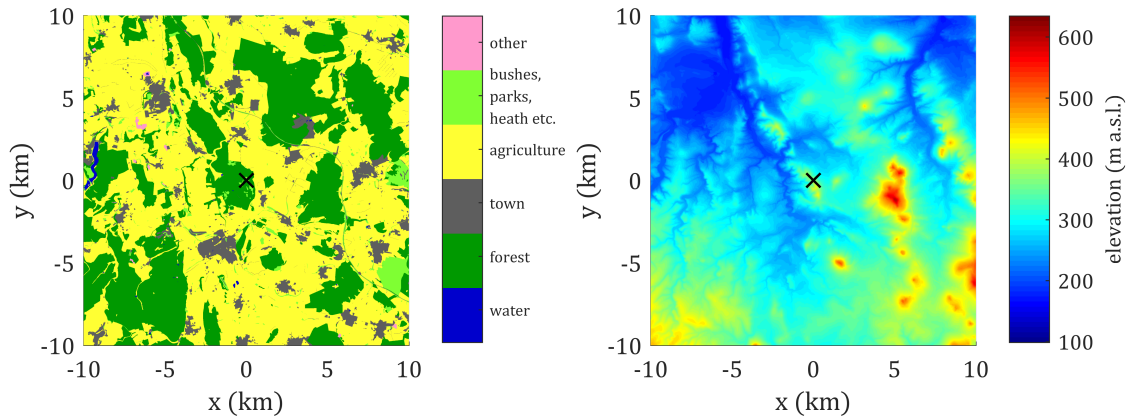 10
5
0
-5
-10
y (km)
-10
-5
0
5
10
x (km)
other
bushes,
parks,
heath etc.
agriculture
town
forest
water
10
5
0
-5
-10
y (km)
-10
-5
0
5
10
x (km)
600
500
400
300
200
100
elevation (m a.s.l.)